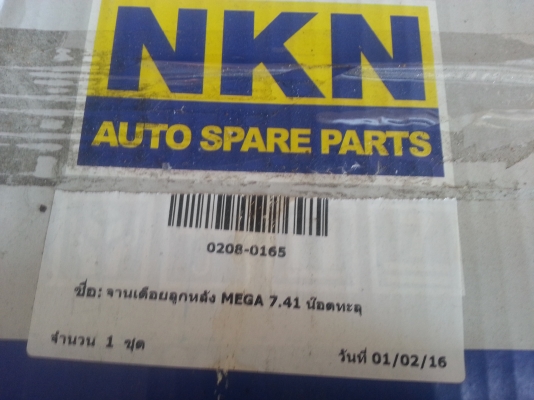 NKN
AUTO SPARE PARTS
0208-0165
ชื่อ: จานเดือยลูกหลัง MEGA 7.41 น๊อตทะลุ
จำนวน 1 ชุด
วันที่ 01/02/16